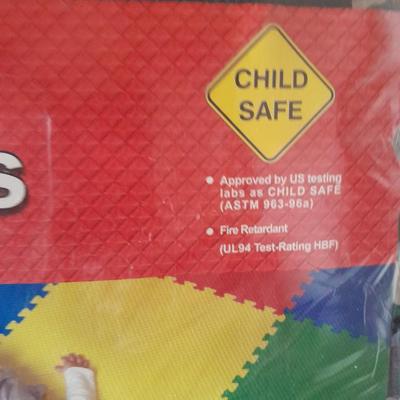 CHILD
SAFE
S
• Approved by US testing
labs as CHILD SAFE
(ASTM 963-96a)
• Fire Retardant
(UL94 Test-Rating HBF)